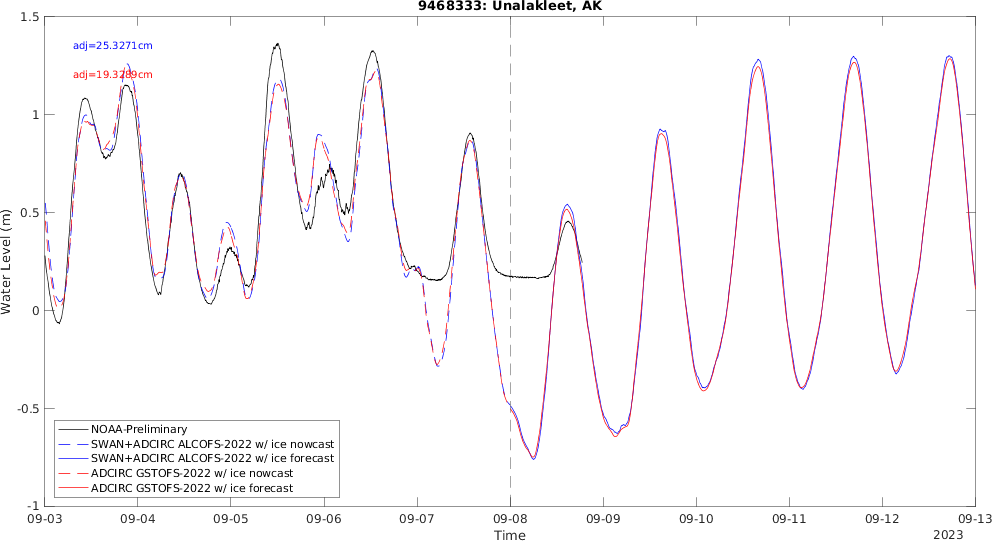 9468333: Unalakleet, AK
1.5
1
0.5
0
-0.5
-1
Water Level (m)
adj=25.3271cm
adj=19.3289cm
NOAA-Preliminary
SWAN+ADCIRC ALCOFS-2022 w/ ice nowcast
SWAN+ADCIRC ALCOFS-2022 w/ ice forecast
ADCIRC GSTOFS-2022 w/ ice nowcast
ADCIRC GSTOFS-2022 w/ ice forecast
09-03 09-04 09-05 09-06 09-07 09-08 09-09 09-10 09-11 09-12 09-13
Time
2023